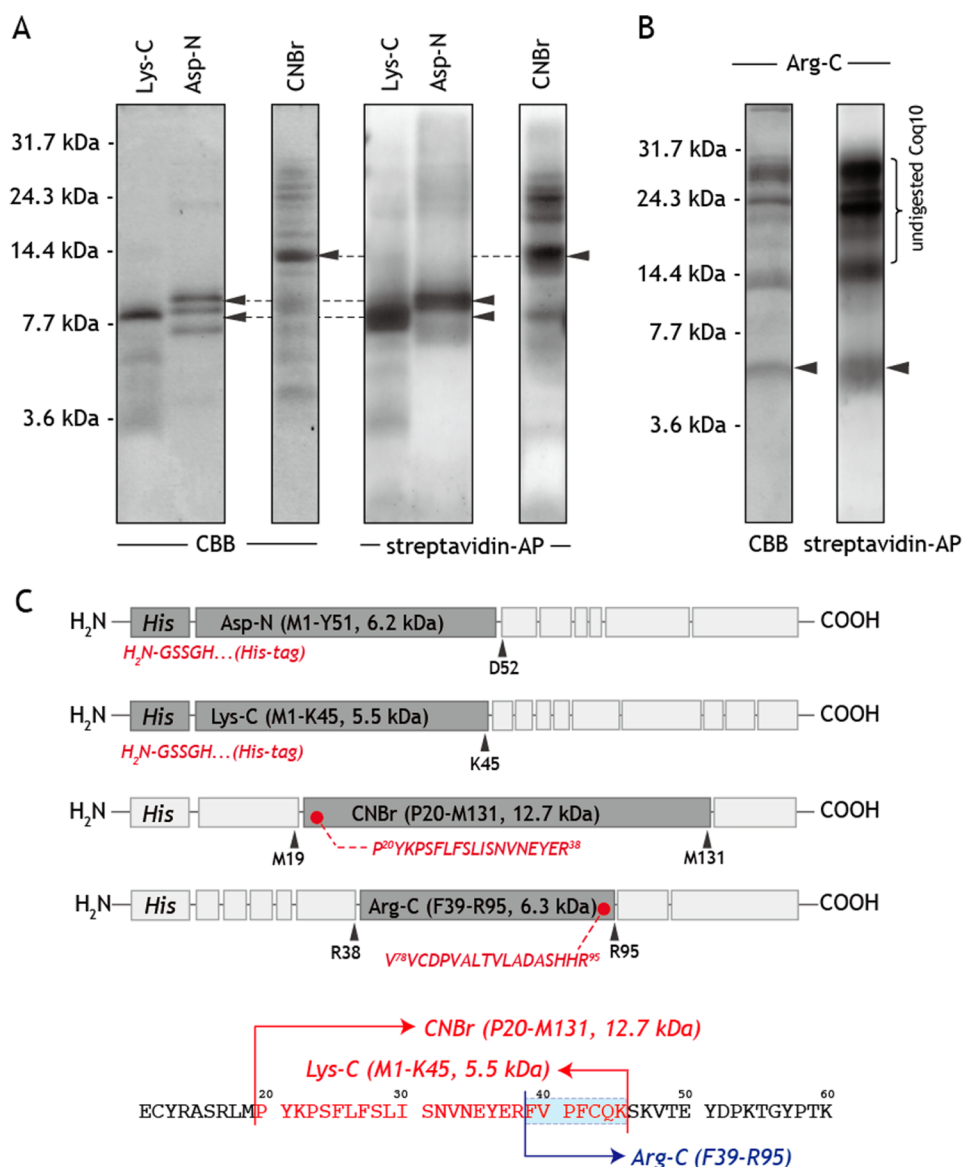 A
B
Lys-C
Asp-N
CNBr
Lys-C
Asp-N
CNBr
Arg-C
31.7 kDa -
24.3 kDa -
14.4 kDa -
7.7 kDa -
3.6 kDa -
31.7 kDa -
24.3 kDa -
14.4 kDa -
7.7 kDa -
3.6 kDa -
undigested Coq10
CBB
streptavidin-AP
CBB
streptavidin-AP
C
H2N His Asp-N (M1-Y51, 6.2 kDa) COOH
H2N-GSSGH...(His-tag)
D52
H2N His Lys-C (M1-K45, 5.5 kDa) COOH
H2N-GSSGH...(His-tag)
K45
H2N His CNBr (P20-M131, 12.7 kDa) COOH
M19
P20YKPSFLFSLISNVNEYER38
M131
H2N His Arg-C (F39-R95, 6.3 kDa) COOH
R38
V78VCDPVALTVLADASHHR95
R95
CNBr (P20-M131, 12.7 kDa)
Lys-C (M1-K45, 5.5 kDa)
20 30 40 50 60
ECYRASRLMP YKPSFLFSLI SNVNEYERFV PFCQKSKVTE YDPKTGYPTK
Arg-C (F39-R95)